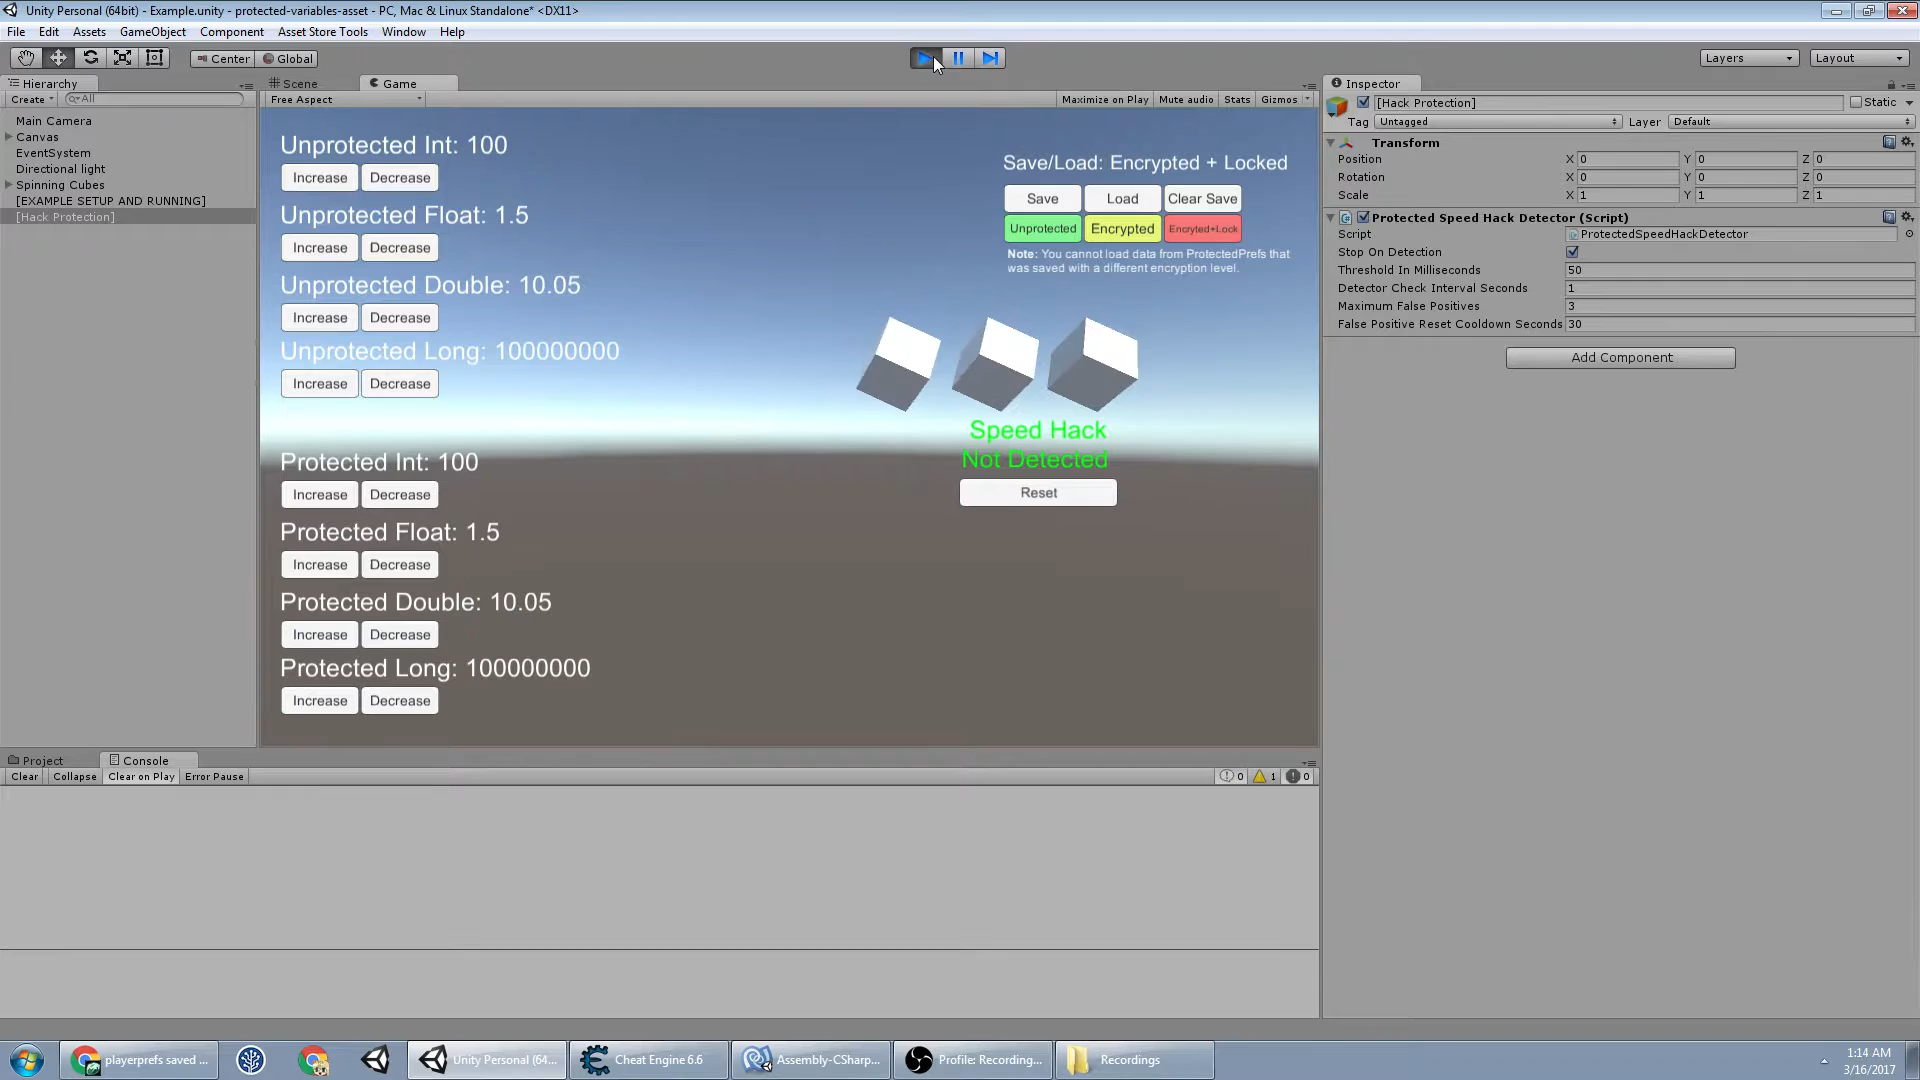 Unity Personal (64bit) - Example.unity - protected-variables-asset - PC, Mac & Linux Standalone* <DX11>
File Edit Assets GameObject Component Asset Store Tools Window Help
Center Global
Layers Layout
Hierarchy
Create All
Main Camera
Canvas
EventSystem
Directional light
Spinning Cubes
[EXAMPLE SETUP AND RUNNING]
[Hack Protection]
Scene Game
Free Aspect
Maximize on Play Mute audio Stats Gizmos
Unprotected Int: 100
Increase Decrease
Unprotected Float: 1.5
Increase Decrease
Unprotected Double: 10.05
Increase Decrease
Unprotected Long: 100000000
Increase Decrease
Protected Int: 100
Increase Decrease
Protected Float: 1.5
Increase Decrease
Protected Double: 10.05
Increase Decrease
Protected Long: 100000000
Increase Decrease
Save/Load: Encrypted + Locked
Save Load Clear Save
Unprotected Encrypted Encryted+Lock
Note: You cannot load data from ProtectedPrefs that
was saved with a different encryption level.
Speed Hack
Not Detected
Reset
Inspector
[Hack Protection] Static
Tag Untagged Layer Default
Transform
Position X 0 Y 0 Z 0
Rotation X 0 Y 0 Z 0
Scale X 1 Y 1 Z 1
Protected Speed Hack Detector (Script)
Script ProtectedSpeedHackDetector
Stop On Detection
Threshold In Milliseconds 50
Detector Check Interval Seconds 1
Maximum False Positives 3
False Positive Reset Cooldown Seconds 30
Add Component
Project Console
Clear Collapse Clear on Play Error Pause
0 1 0
playerprefs saved ...
Unity Personal (64...
Cheat Engine 6.6
Assembly-CSharp...
Profile: Recording...
Recordings
1:14 AM
3/16/2017